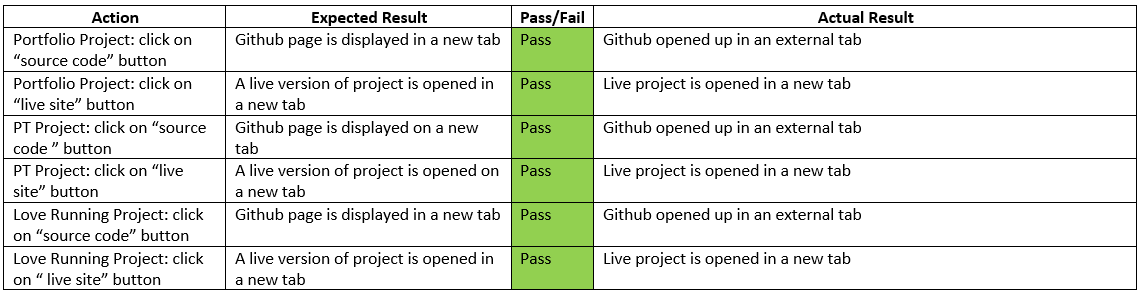 Action Expected Result Pass/Fail Actual Result
Portfolio Project: click on Github page is displayed in a new tab Pass Github opened up in an external tab
“source code” button
Portfolio Project: click on A live version of project is opened in Pass Live project is opened in a new tab
“live site” button a new tab
PT Project: click on “source Github page is displayed on a new Pass Github opened up in an external tab
code ” button tab
PT Project: click on “live A live version of project is opened on Pass Live project is opened in a new tab
site” button a new tab
Love Running Project: click Github page is displayed in a new tab Pass Github opened up in an external tab
on “source code” button
Love Running Project: click A live version of project is opened in Pass Live project is opened in a new tab
on “ live site” button a new tab